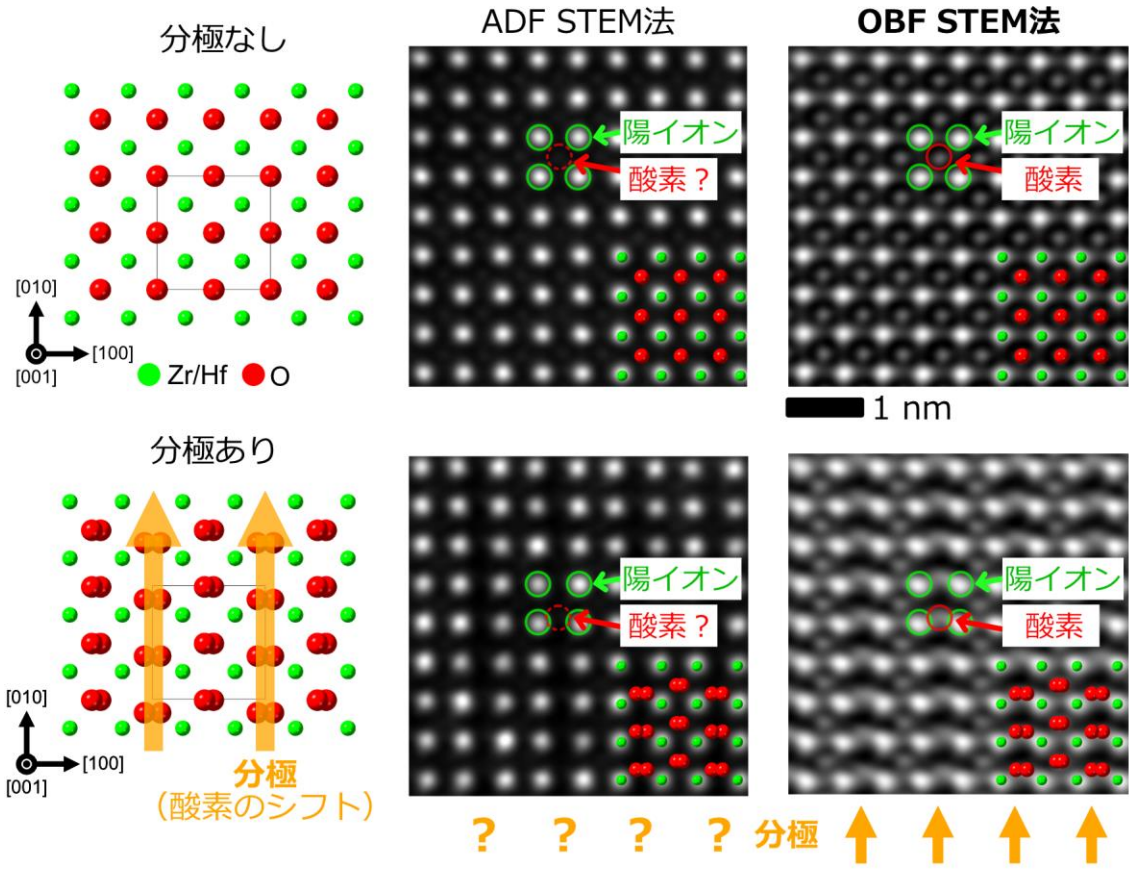 分極なし
ADF STEM法
OBF STEM法
陽イオン
酸素？
陽イオン
酸素
[010]
[100]
[001]
Zr/Hf
O
1 nm
分極あり
陽イオン
酸素？
陽イオン
酸素
[010]
[100]
[001]
分極
（酸素のシフト）
? ? ? ? 分極